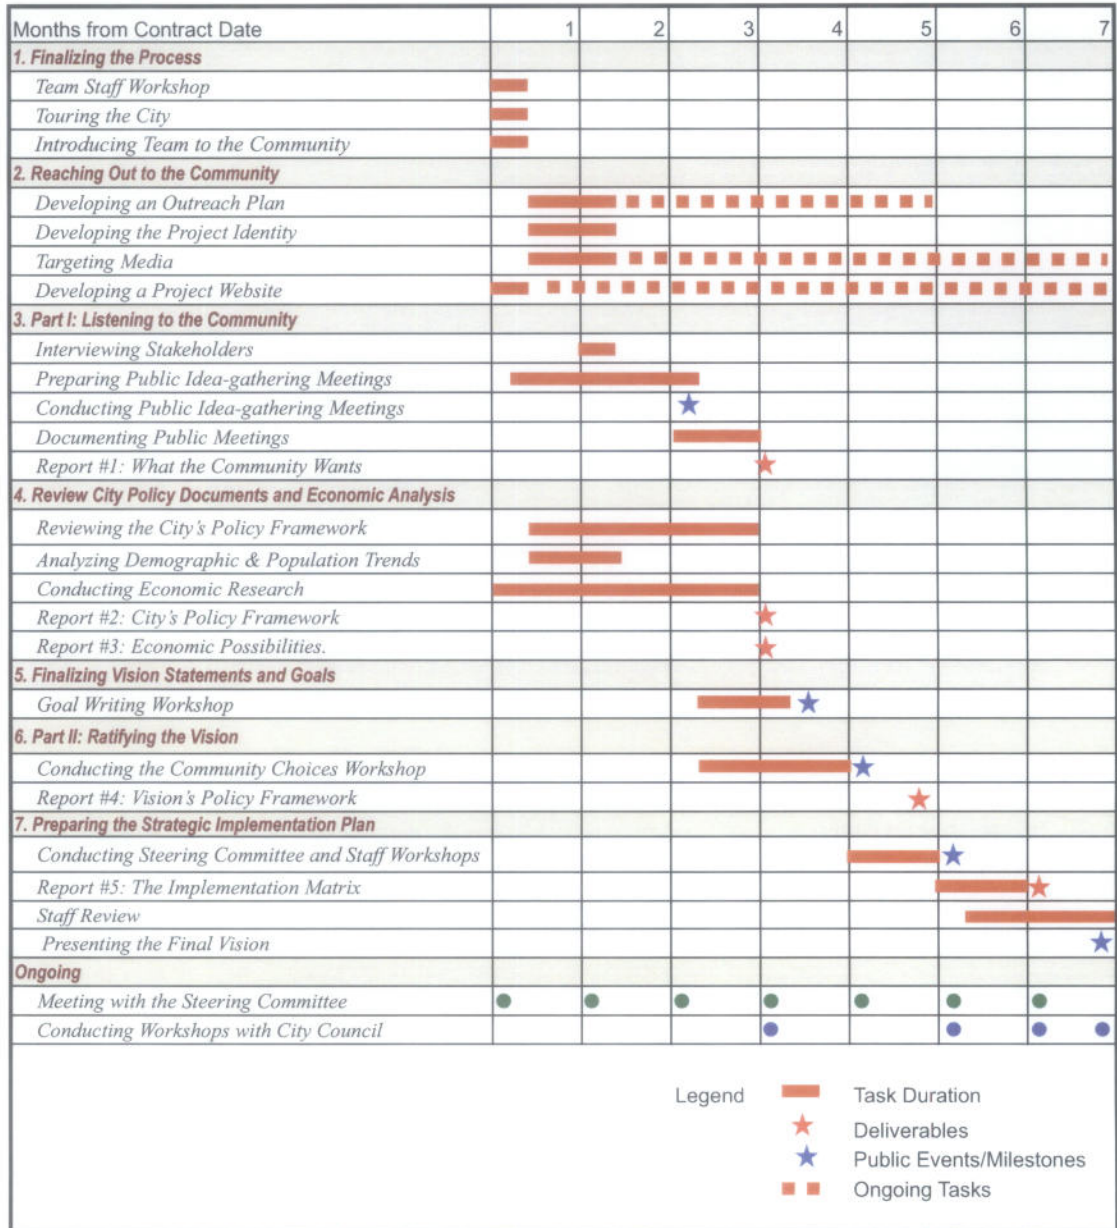 Months from Contract Date 1 2 3 4 5 6 7
1. Finalizing the Process
Team Staff Workshop
Touring the City
Introducing Team to the Community
2. Reaching Out to the Community
Developing an Outreach Plan
Developing the Project Identity
Targeting Media
Developing a Project Website
3. Part I: Listening to the Community
Interviewing Stakeholders
Preparing Public Idea-gathering Meetings
Conducting Public Idea-gathering Meetings
Documenting Public Meetings
Report #1: What the Community Wants
4. Review City Policy Documents and Economic Analysis
Reviewing the City's Policy Framework
Analyzing Demographic & Population Trends
Conducting Economic Research
Report #2: City's Policy Framework
Report #3: Economic Possibilities.
5. Finalizing Vision Statements and Goals
Goal Writing Workshop
6. Part II: Ratifying the Vision
Conducting the Community Choices Workshop
Report #4: Vision's Policy Framework
7. Preparing the Strategic Implementation Plan
Conducting Steering Committee and Staff Workshops
Report #5: The Implementation Matrix
Staff Review
Presenting the Final Vision
Ongoing
Meeting with the Steering Committee
Conducting Workshops with City Council
Legend Task Duration
Deliverables
Public Events/Milestones
Ongoing Tasks